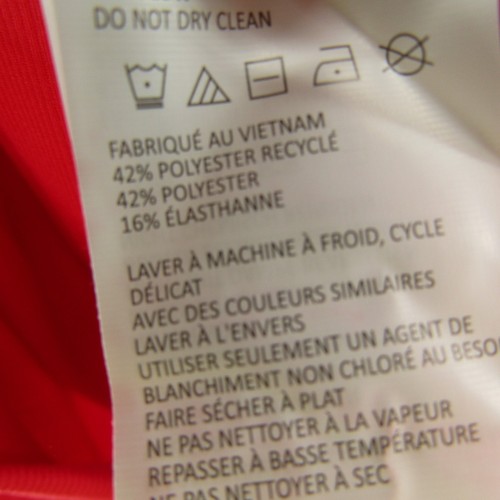 DO NOT DRY CLEAN
FABRIQUÉ AU VIETNAM
42% POLYESTER RECYCLÉ
42% POLYESTER
16% ÉLASTHANNE
LAVER À MACHINE À FROID, CYCLE
DÉLICAT
AVEC DES COULEURS SIMILAIRES
LAVER À L'ENVERS
UTILISER SEULEMENT UN AGENT DE
BLANCHIMENT NON CHLORÉ AU BESO
FAIRE SÉCHER À PLAT
NE PAS NETTOYER À LA VAPEUR
REPASSER À BASSE TEMPÉRATURE
NE PAS NETTOYER À SEC